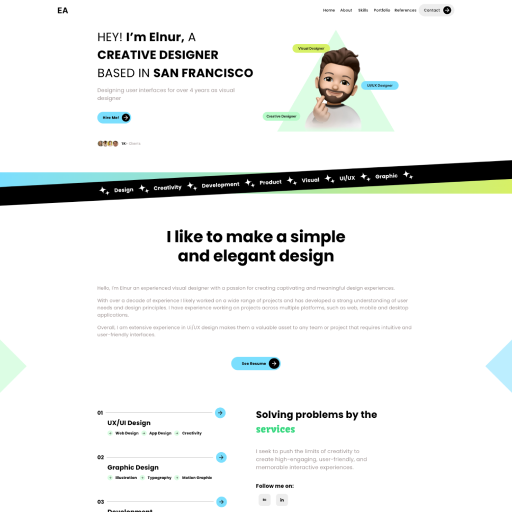 EA
Home About Skills Portfolio References Contact
HEY! I'm Elnur, A
CREATIVE DESIGNER
BASED IN SAN FRANCISCO
Designing user interfaces for over 4 years as visual
designer
Hire Me!
1K+ Clients
Visual Designer
UI/UX Designer
Creative Designer
Design Creativity Development Product Visual UI/UX Graphic
I like to make a simple
and elegant design
Hello, I'm Elnur an experienced visual designer with a passion for creating captivating and meaningful design experiences.
With over a decade of experience I likely worked on a wide range of projects and has developed a strong understanding of user
needs and design principles. I have experience working on projects across multiple platforms, such as web, mobile and desktop
applications.
Overall, I am extensive experience in UI/UX design makes them a valuable asset to any team or project that requires intuitive and
user-friendly interfaces.
See Resume
01
UX/UI Design
Web Design App Design Creativity
02
Graphic Design
Illustration Typography Motion Graphic
03
Development
Solving problems by the
services
I seek to push the limits of creativity to
create high-engaging, user-friendly, and
memorable interactive experiences.
Follow me on:
in